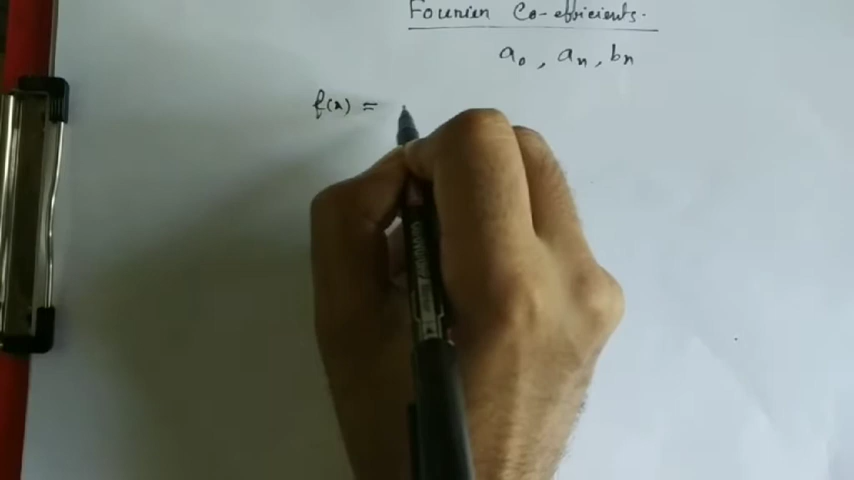 Fourier Co-efficients.
a₀, aₙ, bₙ
f(x) =